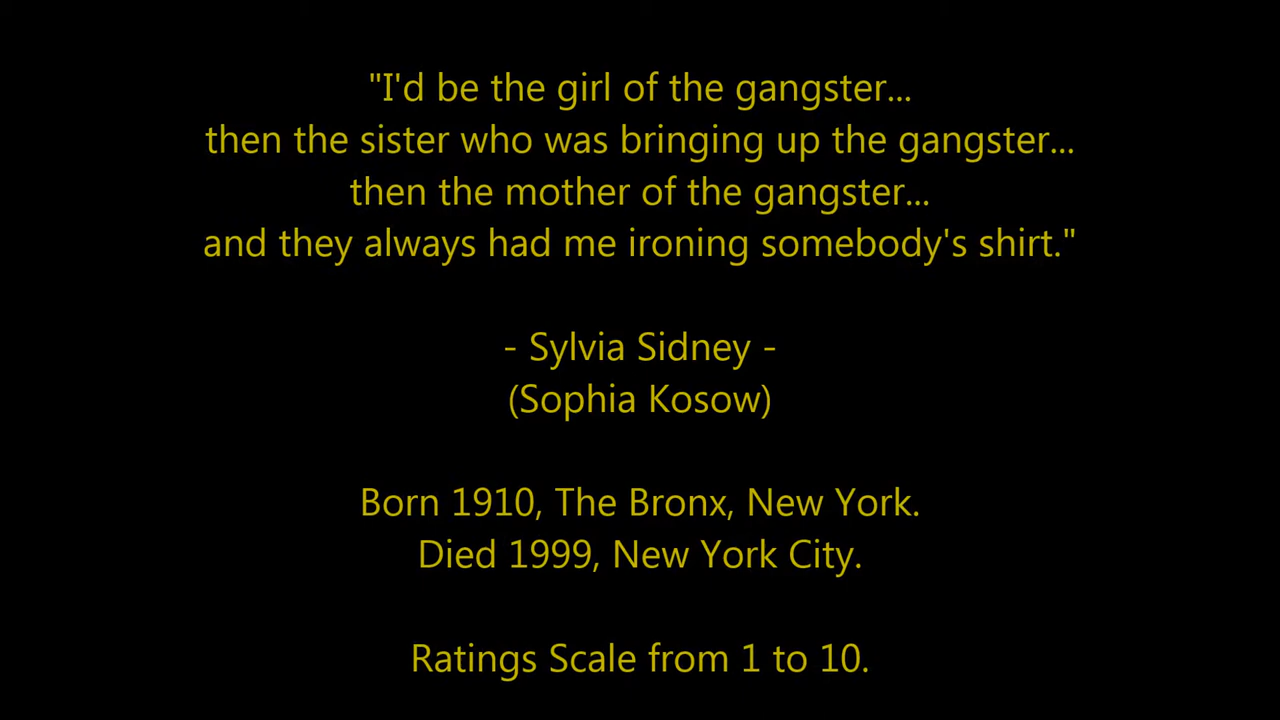 "I'd be the girl of the gangster...
then the sister who was bringing up the gangster...
then the mother of the gangster...
and they always had me ironing somebody's shirt."
- Sylvia Sidney -
(Sophia Kosow)
Born 1910, The Bronx, New York.
Died 1999, New York City.
Ratings Scale from 1 to 10.